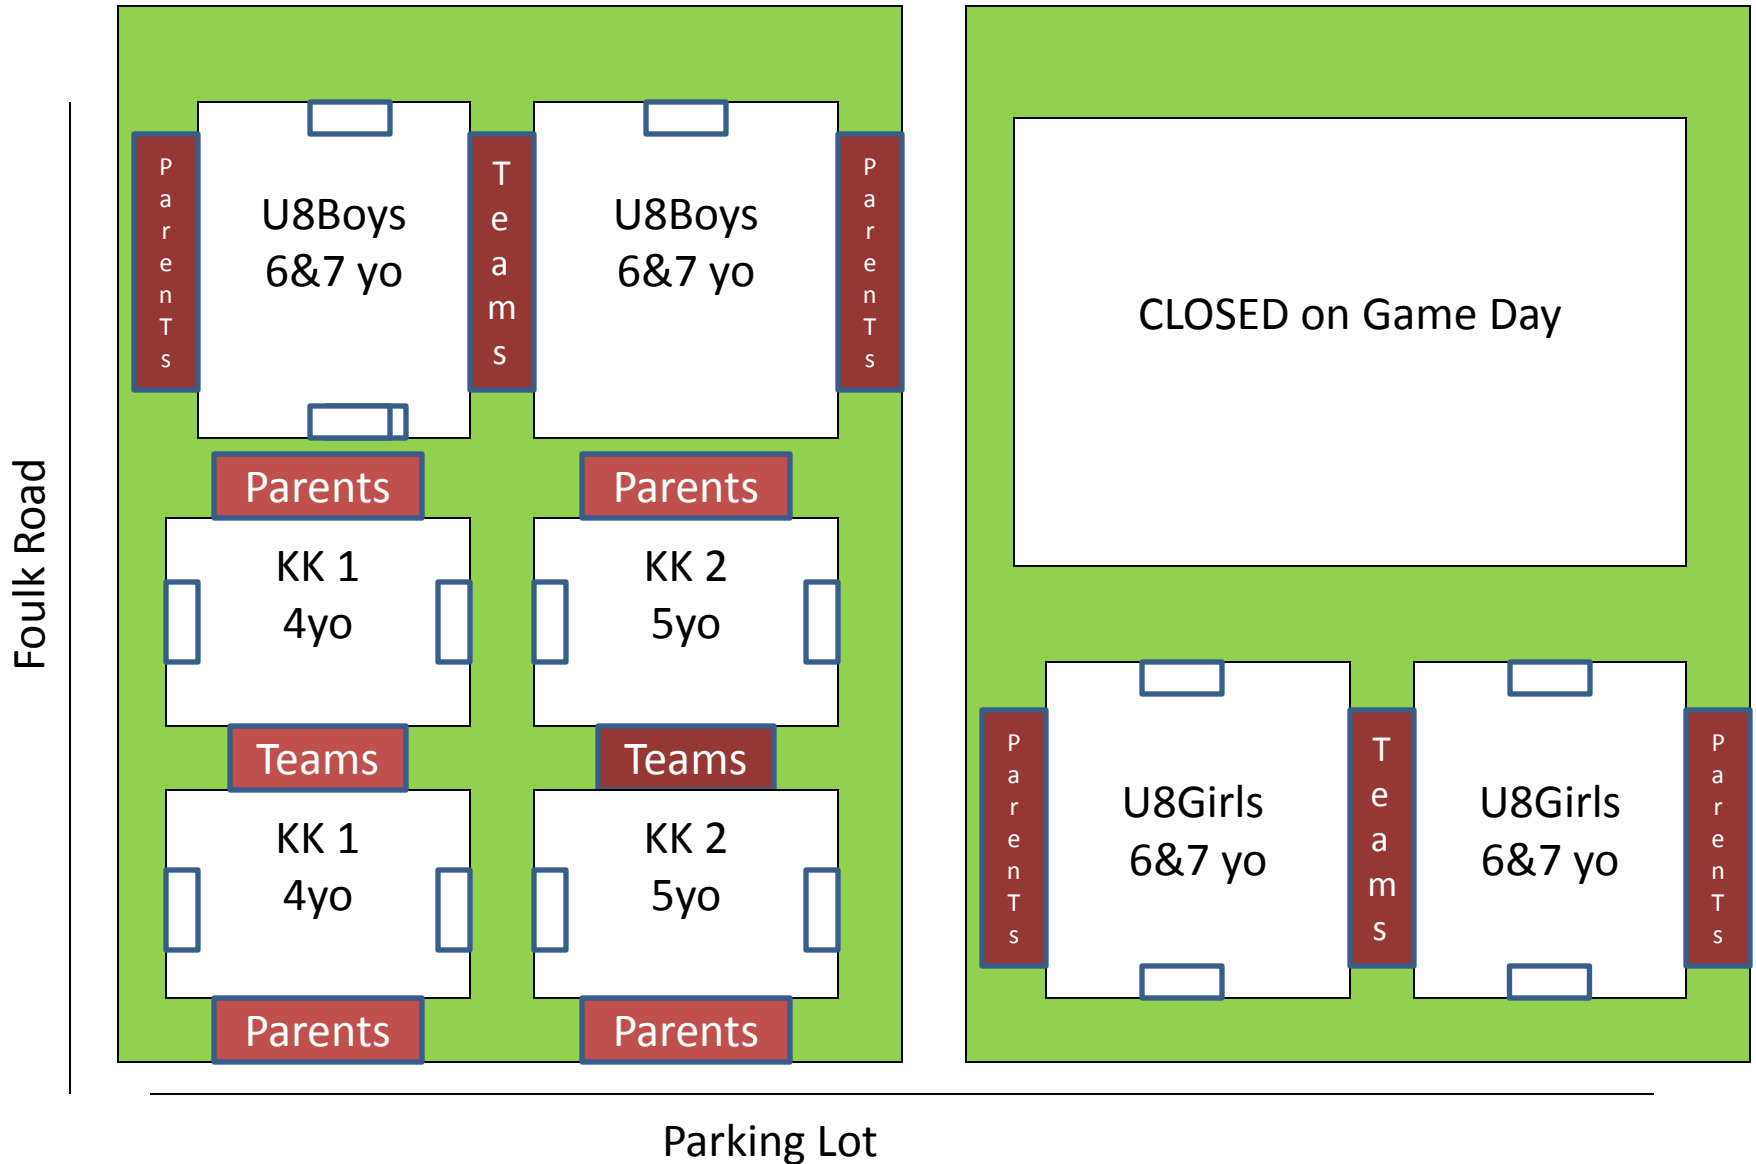 Foulk Road
ParenTs
U8Boys
6&7 yo
Teams
U8Boys
6&7 yo
ParenTs
Parents
Parents
KK 1
4yo
KK 2
5yo
Teams
Teams
KK 1
4yo
KK 2
5yo
Parents
Parents
CLOSED on Game Day
ParenTs
U8Girls
6&7 yo
Teams
U8Girls
6&7 yo
ParenTs
Parking Lot